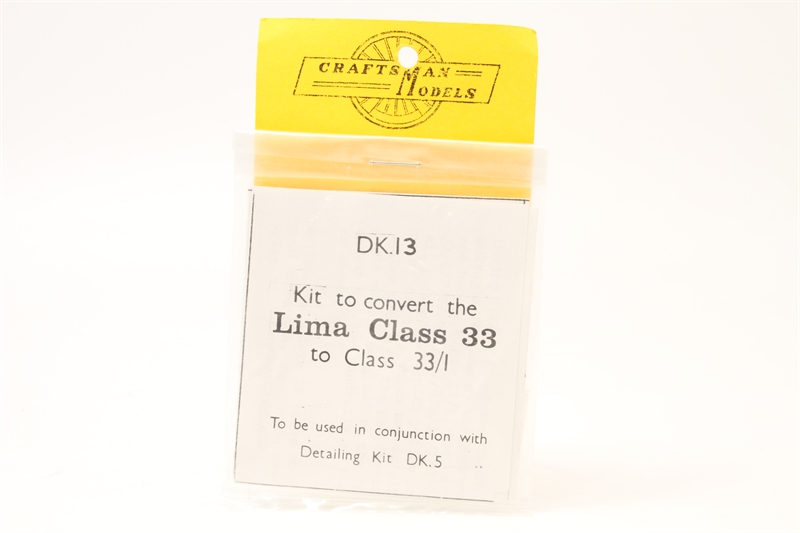 CRAFTSMAN
MODELS
DK.13
Kit to convert the
Lima Class 33
to Class 33/1
To be used in conjunction with
Detailing Kit DK.5 ..